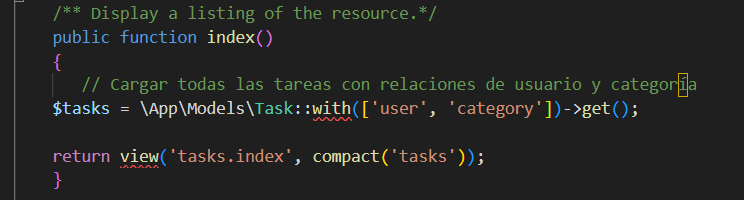 /** Display a listing of the resource.*/
public function index()
{
// Cargar todas las tareas con relaciones de usuario y categoría
$tasks = \App\Models\Task::with(['user', 'category'])->get();
return view('tasks.index', compact('tasks'));
}